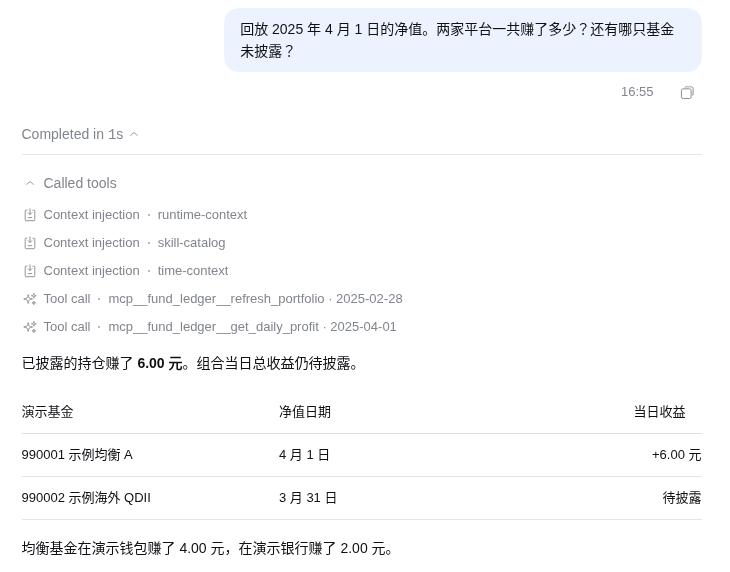 回放 2025 年 4 月 1 日的净值。两家平台一共赚了多少？还有哪只基金
未披露？
16:55
Completed in 1s
Called tools
Context injection · runtime-context
Context injection · skill-catalog
Context injection · time-context
Tool call · mcp__fund_ledger__refresh_portfolio · 2025-02-28
Tool call · mcp__fund_ledger__get_daily_profit · 2025-04-01
已披露的持仓赚了 6.00 元。组合当日总收益仍待披露。
演示基金 净值日期 当日收益
990001 示例均衡 A 4 月 1 日 +6.00 元
990002 示例海外 QDII 3 月 31 日 待披露
均衡基金在演示钱包赚了 4.00 元，在演示银行赚了 2.00 元。